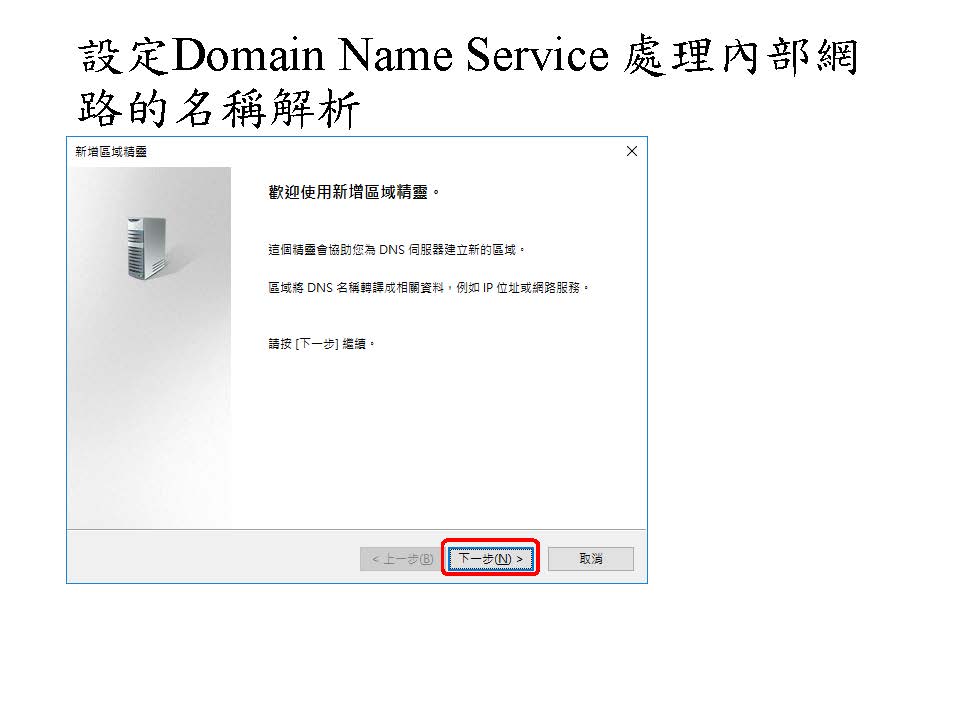 設定Domain Name Service 處理內部網
路的名稱解析
新增區域精靈
歡迎使用新增區域精靈。
這個精靈會協助您為 DNS 伺服器建立新的區域。
區域將 DNS 名稱轉譯成相關資料，例如 IP 位址或網路服務。
請按 [下一步] 繼續。
< 上一步(B) 下一步(N) > 取消